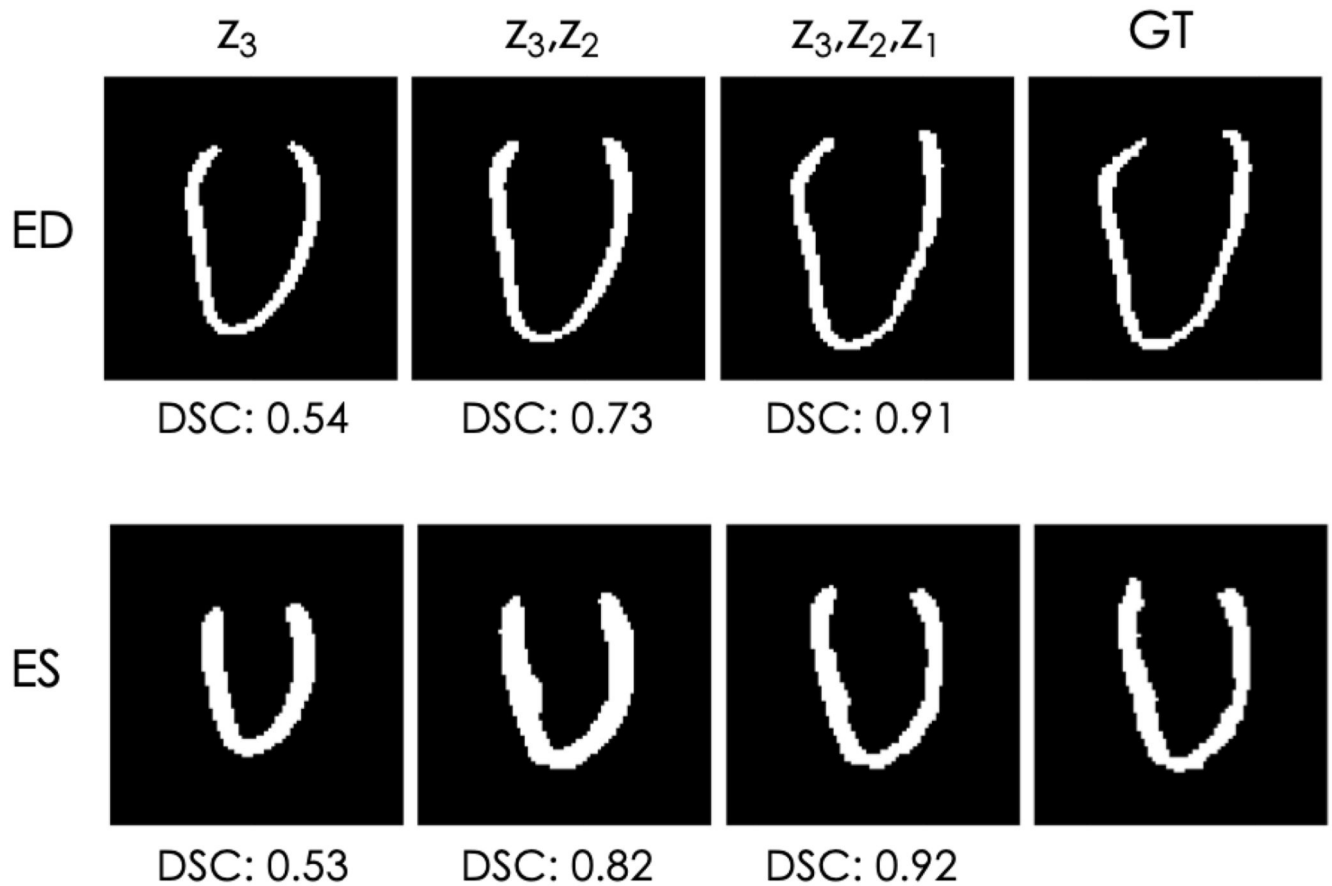 z₃ z₃,z₂ z₃,z₂,z₁ GT
ED
DSC: 0.54 DSC: 0.73 DSC: 0.91
ES
DSC: 0.53 DSC: 0.82 DSC: 0.92